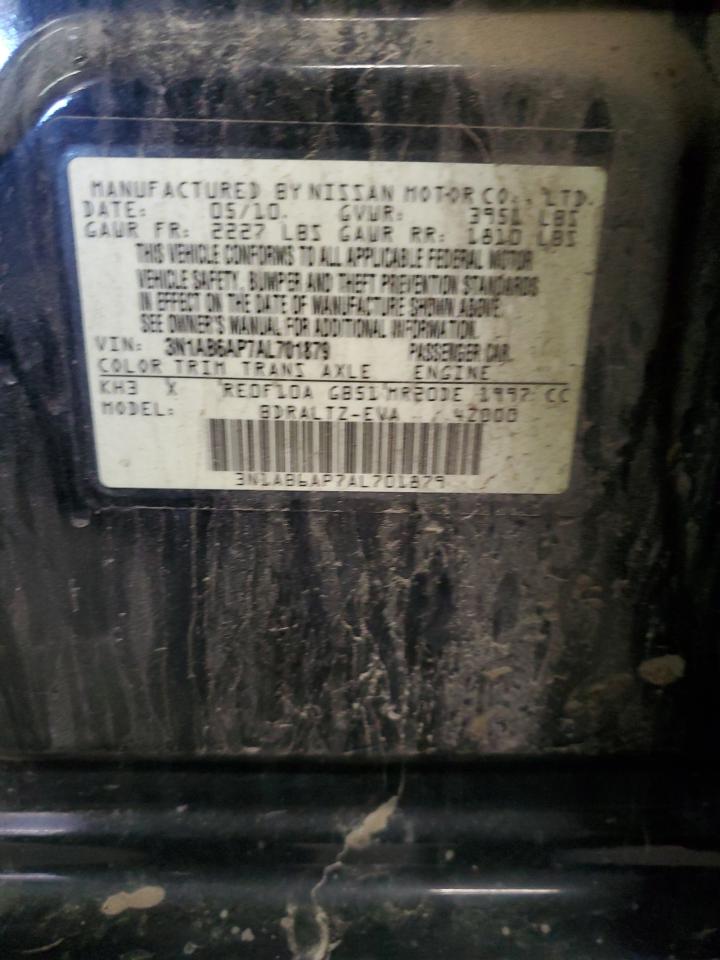 MANUFACTURED BY NISSAN MOTOR CO., LTD.
DATE: 05/10. GVWR: 3951 LBS
GAWR FR: 2227 LBS GAWR RR: 1810 LBS
THIS VEHICLE CONFORMS TO ALL APPLICABLE FEDERAL MOTOR
VEHICLE SAFETY, BUMPER AND THEFT PREVENTION STANDARDS
IN EFFECT ON THE DATE OF MANUFACTURE SHOWN ABOVE.
SEE OWNER'S MANUAL FOR ADDITIONAL INFORMATION.
VIN: 3N1AB6AP7AL701879 PASSENGER CAR.
COLOR TRIM TRANS AXLE ENGINE
KH3 X RE0F10A GB51 MR20DE 1997 CC
MODEL: BDRALTZ-EVA 42000
3N1AB6AP7AL701879